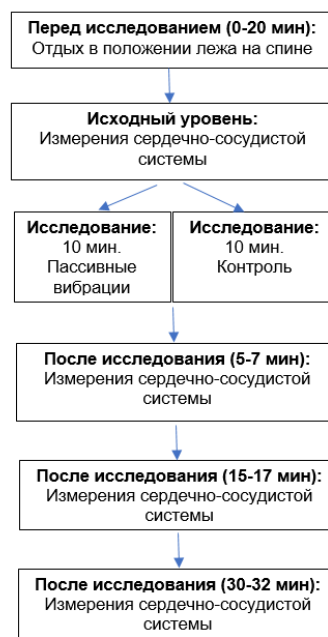 Перед исследованием (0-20 мин):
Отдых в положении лежа на спине
Исходный уровень:
Измерения сердечно-сосудистой
системы
Исследование:
10 мин.
Пассивные
вибрации
Исследование:
10 мин.
Контроль
После исследования (5-7 мин):
Измерения сердечно-сосудистой
системы
После исследования (15-17 мин):
Измерения сердечно-сосудистой
системы
После исследования (30-32 мин):
Измерения сердечно-сосудистой
системы